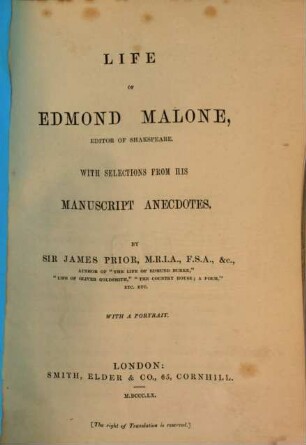 LIFE
OF
EDMOND MALONE,
EDITOR OF SHAKSPEARE.
WITH SELECTIONS FROM HIS
MANUSCRIPT ANECDOTES.
BY
SIR JAMES PRIOR, M.R.I.A., F.S.A., &c.,
AUTHOR OF "THE LIFE OF EDMUND BURKE,"
"LIFE OF OLIVER GOLDSMITH," "THE COUNTRY HOUSE; A POEM,"
ETC. ETC.
WITH A PORTRAIT.
LONDON:
SMITH, ELDER & CO., 65, CORNHILL.
M.DCCC.LX.
[The right of Translation is reserved.]